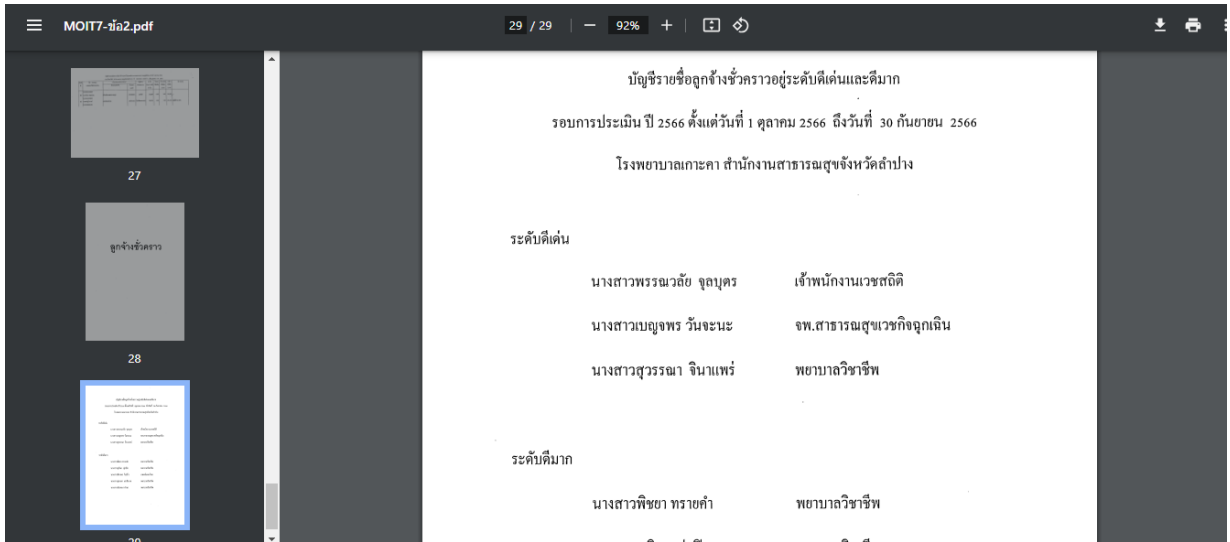 MOIT7-ข้อ2.pdf
29 / 29
92%
27
ลูกจ้างชั่วคราว
28
บัญชีรายชื่อลูกจ้างชั่วคราวอยู่ระดับดีเด่นและดีมาก
รอบการประเมิน ปี 2566 ตั้งแต่วันที่ 1 ตุลาคม 2566 ถึงวันที่ 30 กันยายน 2566
โรงพยาบาลเกาะคา สำนักงานสาธารณสุขจังหวัดลำปาง
ระดับดีเด่น
นางสาวพรรณวลัย จุลบุตร เจ้าพนักงานเวชสถิติ
นางสาวเบญจพร วันจะนะ จพ.สาธารณสุขเวชกิจฉุกเฉิน
นางสาวสุวรรณา จินาแพร่ พยาบาลวิชาชีพ
ระดับดีมาก
นางสาวพิชยา ทรายคำ พยาบาลวิชาชีพ